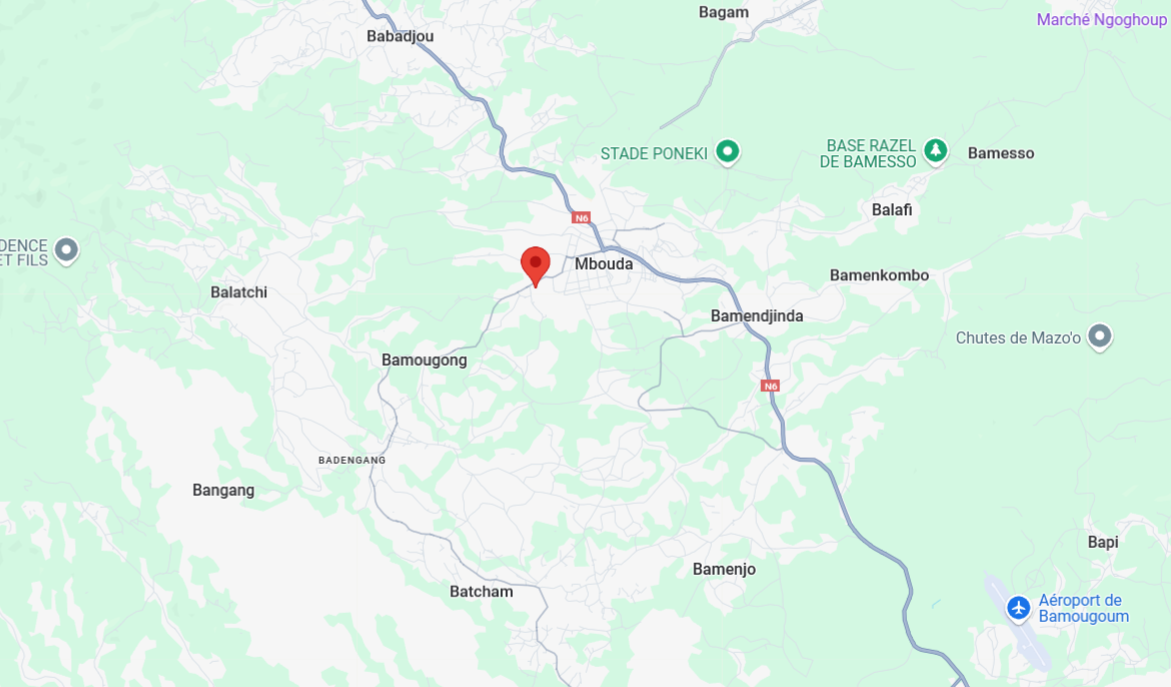 Bagam
Marché Ngoghoup
Babadjou
STADE PONEKI
BASE RAZEL
DE BAMESSO
Bamesso
Balafi
N6
DENCE
ET FILS
Mbouda
Bamenkombo
Balatchi
Bamendjinda
Chutes de Mazo'o
Bamougong
N6
BADENGANG
Bangang
Bapi
Bamenjo
Batcham
Aéroport de
Bamougoum